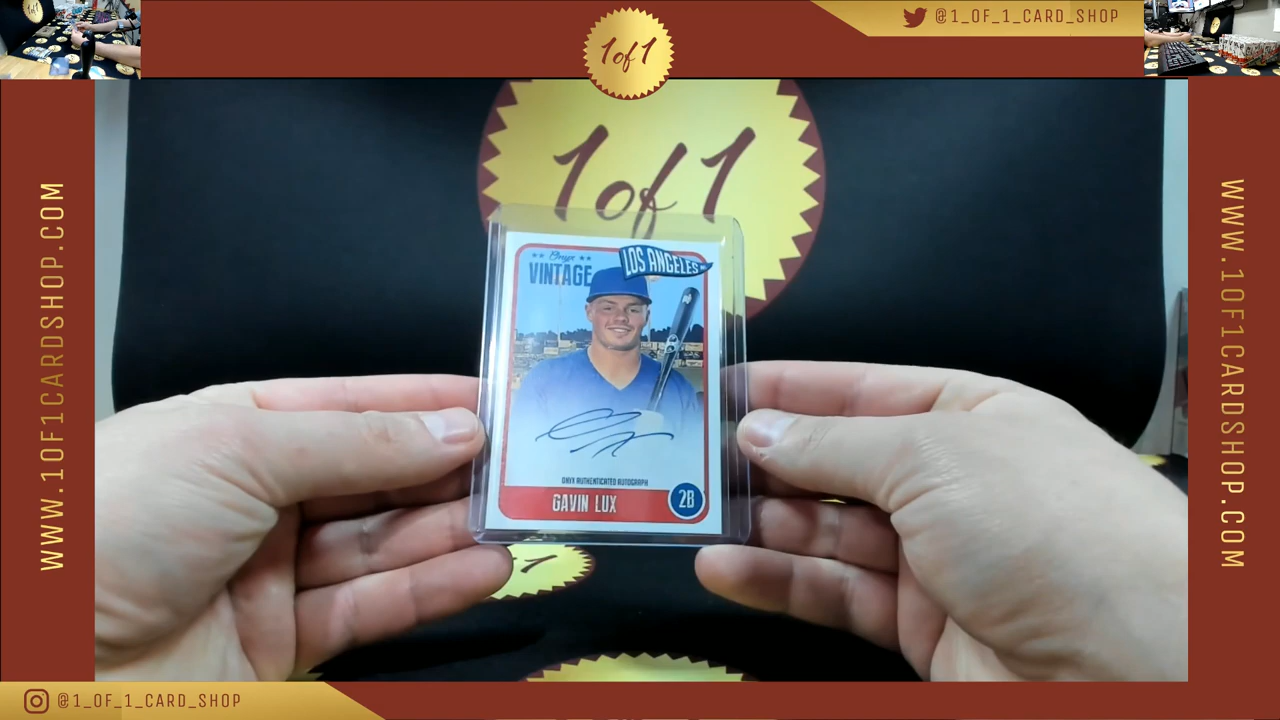 1of1
@1_OF_1_CARD_SHOP
1of1
WWW.1OF1CARDSHOP.COM
WWW.1OF1CARDSHOP.COM
Onyx
VINTAGE
LOS ANGELES
ONYX AUTHENTICATED AUTOGRAPH
GAVIN LUX
2B
@1_OF_1_CARD_SHOP